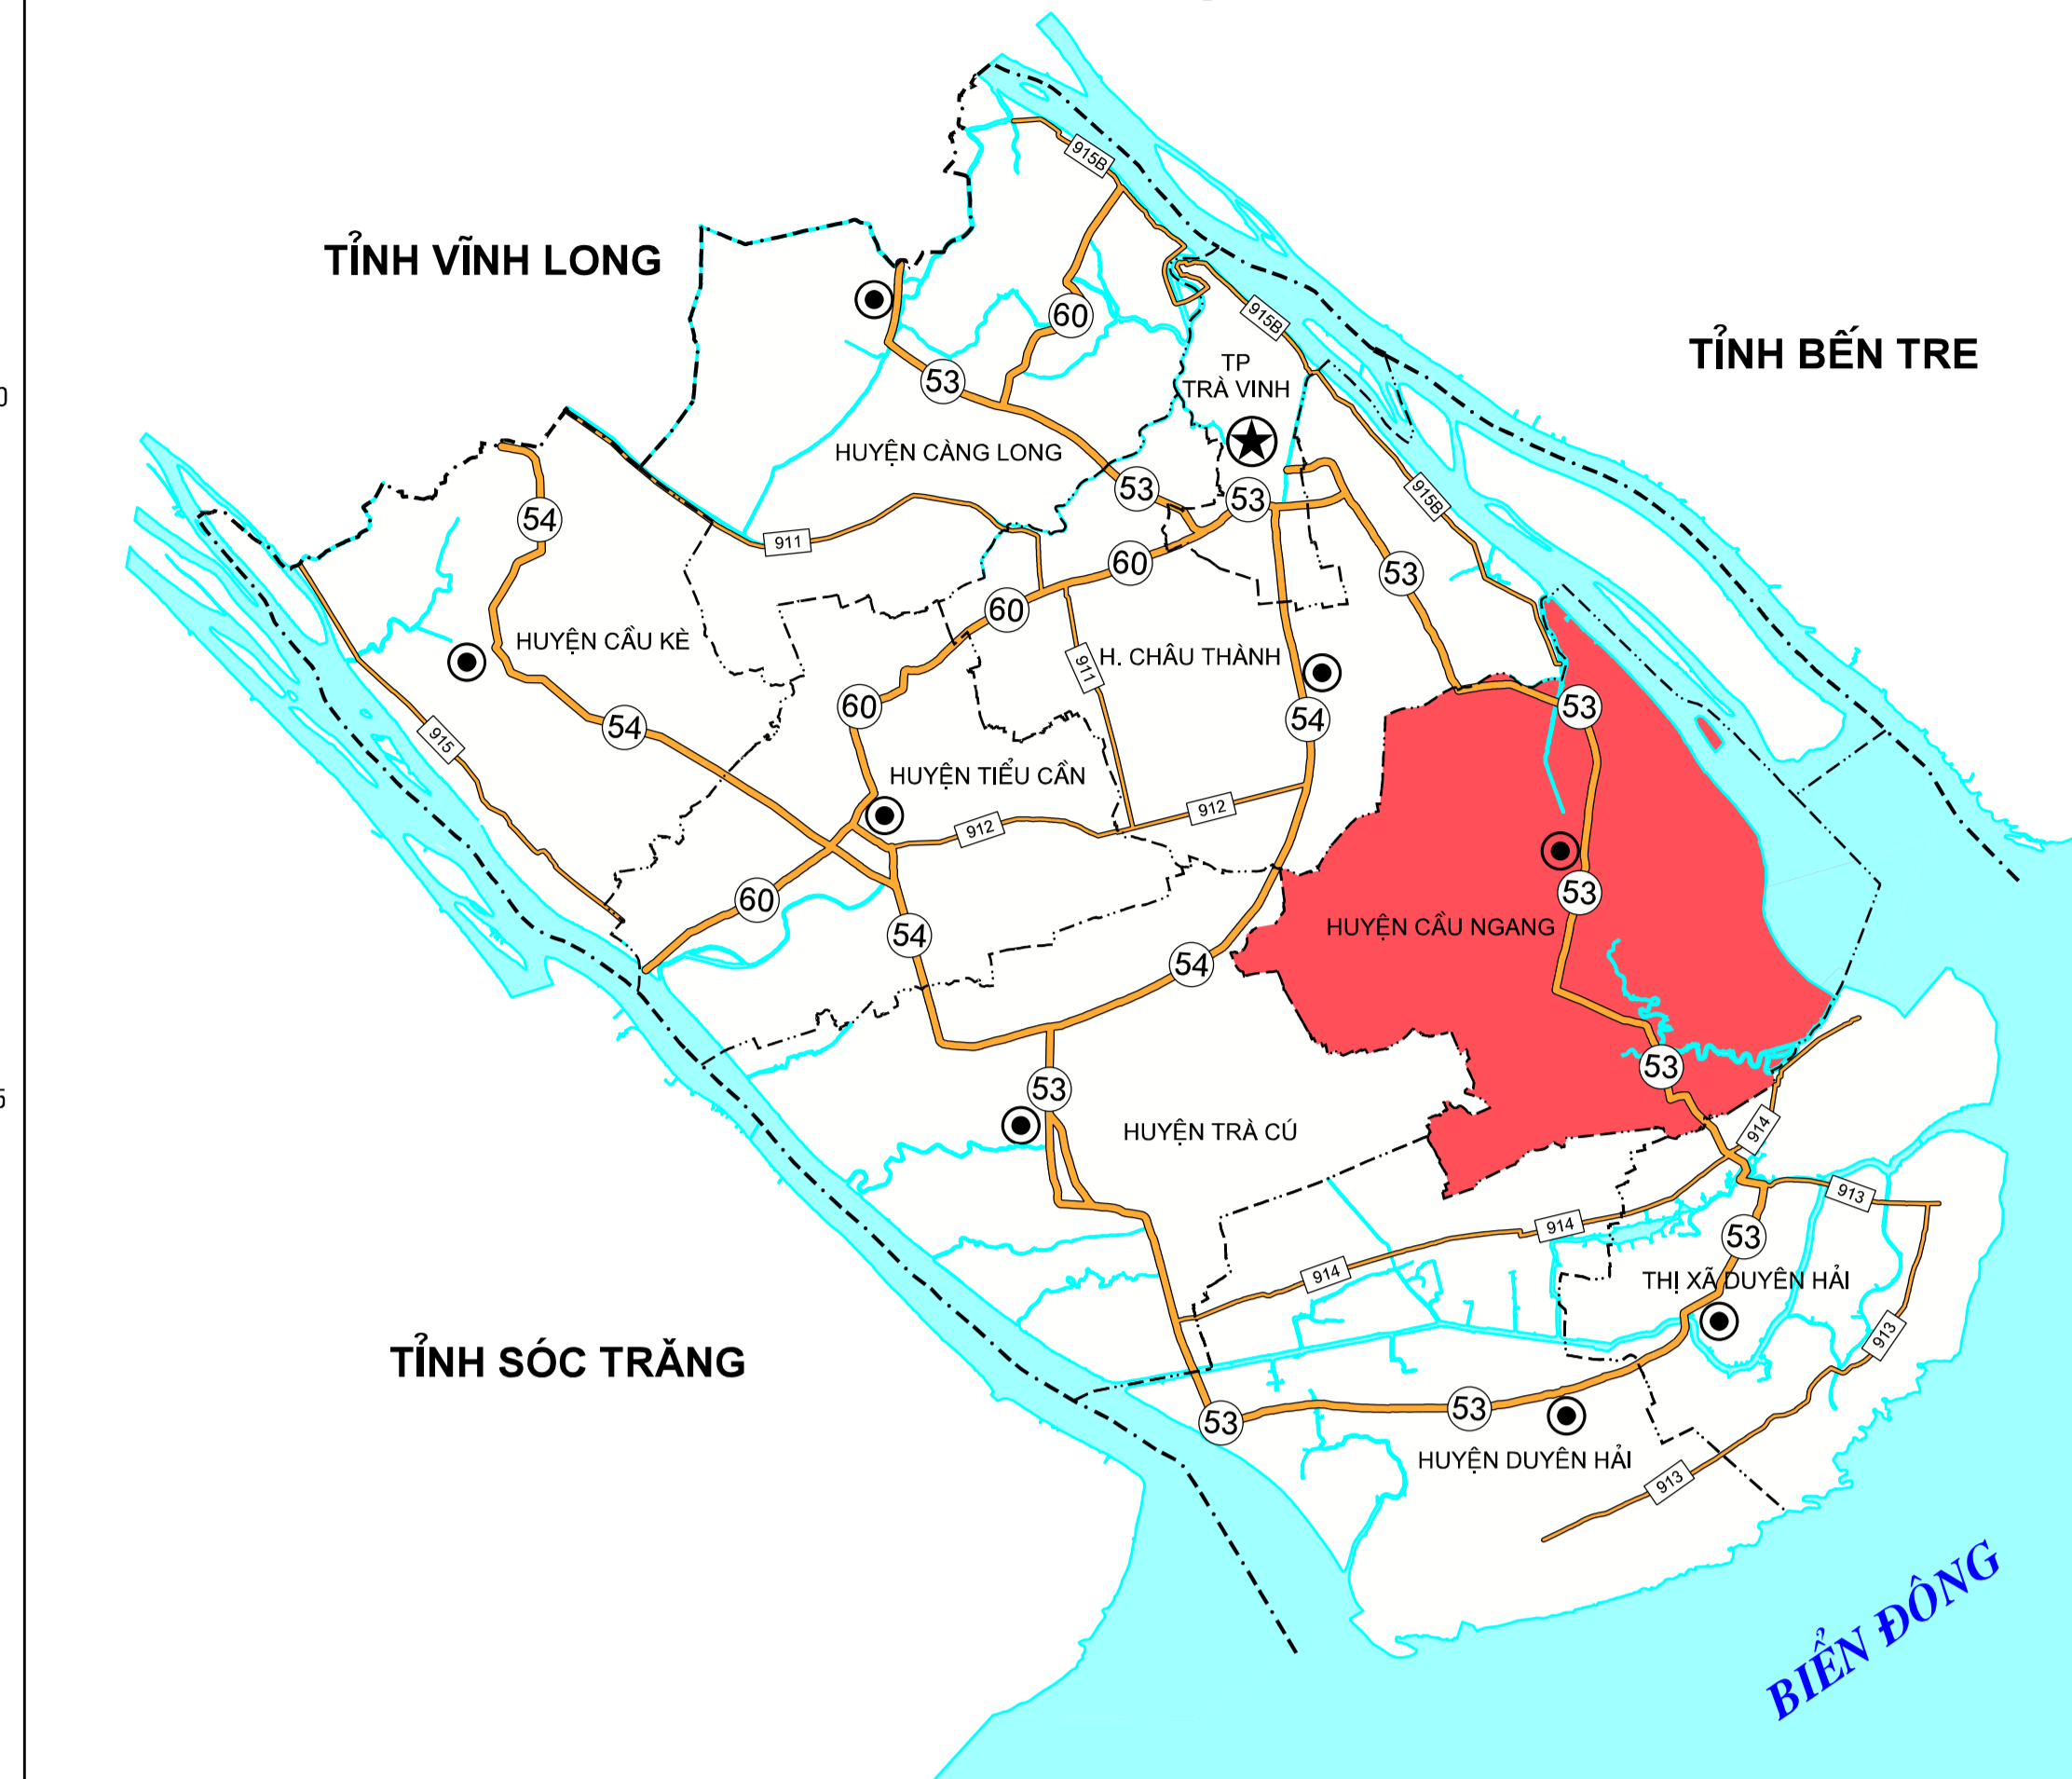 915B
TỈNH VĨNH LONG
60
915B
TỈNH BẾN TRE
TP
TRÀ VINH
53
0
HUYỆN CÀNG LONG
53
53
915B
54
911
60
53
60
HUYỆN CẦU KÈ
H. CHÂU THÀNH
911
60
53
54
54
915
HUYỆN TIỂU CẦN
912
912
60
53
HUYỆN CẦU NGANG
54
54
53
53
5
HUYỆN TRÀ CÚ
914
913
914
53
914
THỊ XÃ DUYÊN HẢI
913
TỈNH SÓC TRĂNG
53
53
HUYỆN DUYÊN HẢI
913
BIỂN ĐÔNG